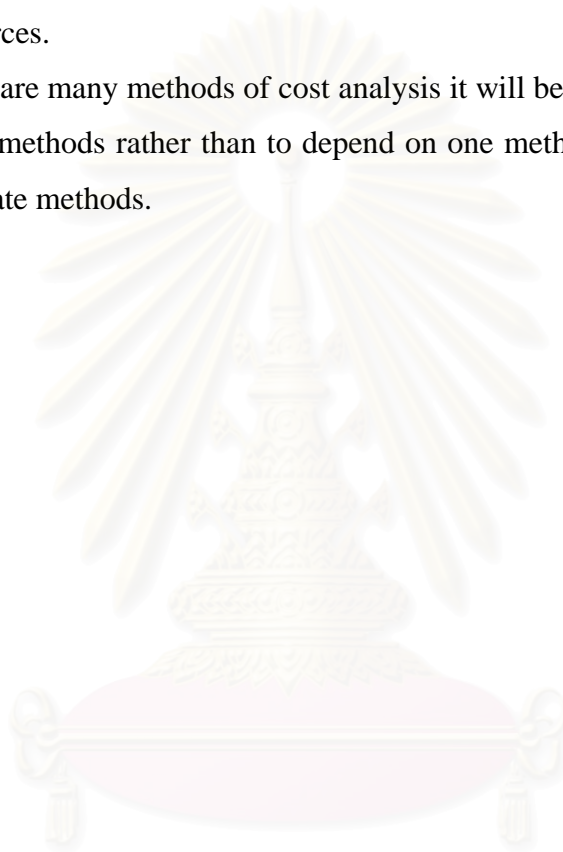 rces.
are many methods of cost analysis it will be
methods rather than to depend on one meth
ate methods.